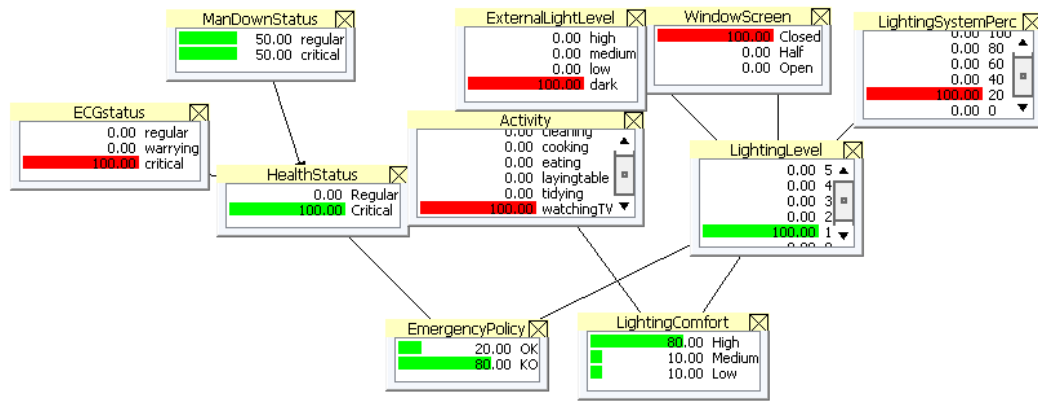 ManDownStatus
50.00 regular
50.00 critical
ExternalLightLevel
0.00 high
0.00 medium
0.00 low
100.00 dark
WindowScreen
100.00 Closed
0.00 Half
0.00 Open
LightingSystemPerc
0.00 100
0.00 80
0.00 60
0.00 40
100.00 20
0.00 0
ECGstatus
0.00 regular
0.00 warrying
100.00 critical
HealthStatus
0.00 Regular
100.00 Critical
Activity
0.00 cleaning
0.00 cooking
0.00 eating
0.00 layingtable
0.00 tidying
100.00 watchingTV
LightingLevel
0.00 5
0.00 4
0.00 3
0.00 2
100.00 1
0.00 0
EmergencyPolicy
20.00 OK
80.00 KO
LightingComfort
80.00 High
10.00 Medium
10.00 Low